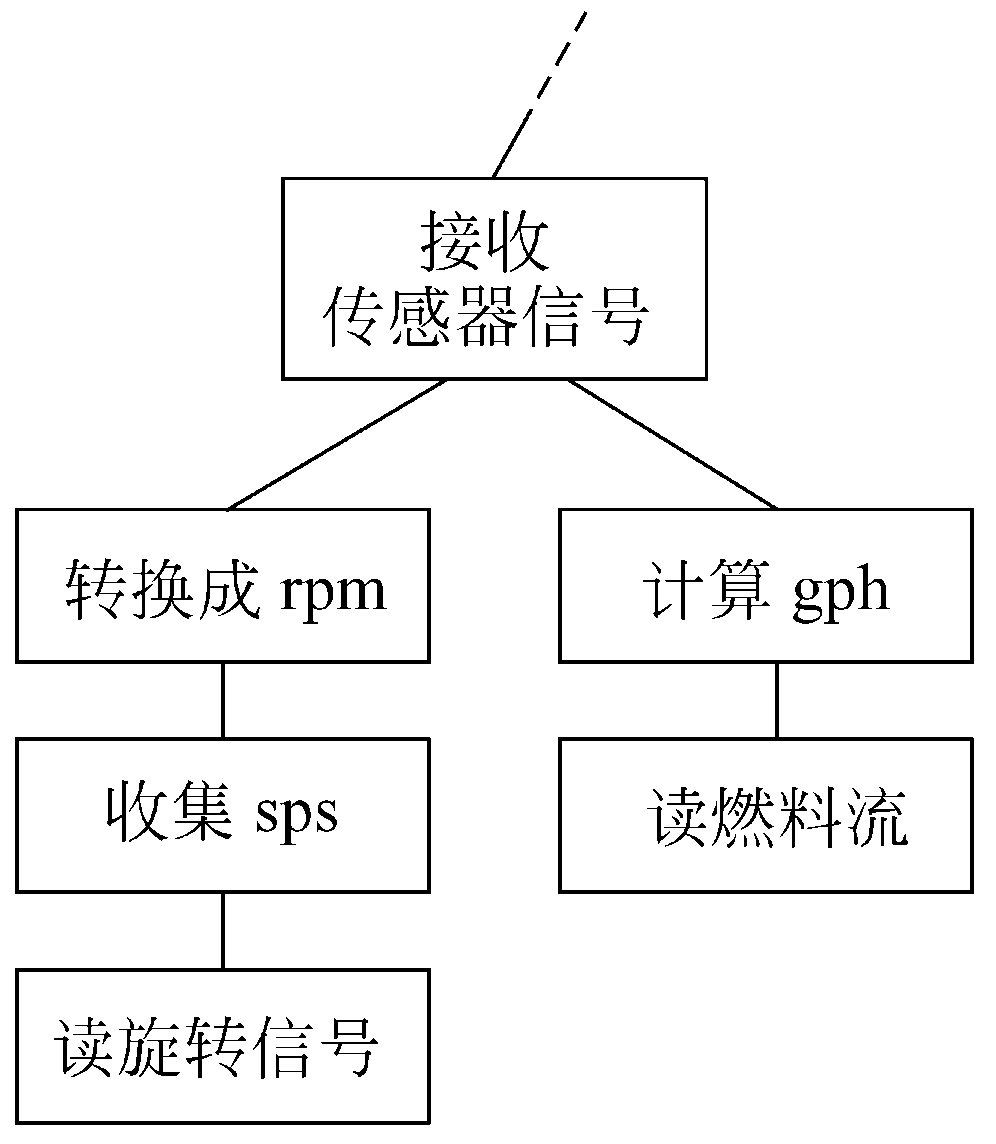 接收
传感器信号
转换成 rpm
计算 gph
收集 sps
读燃料流
读旋转信号